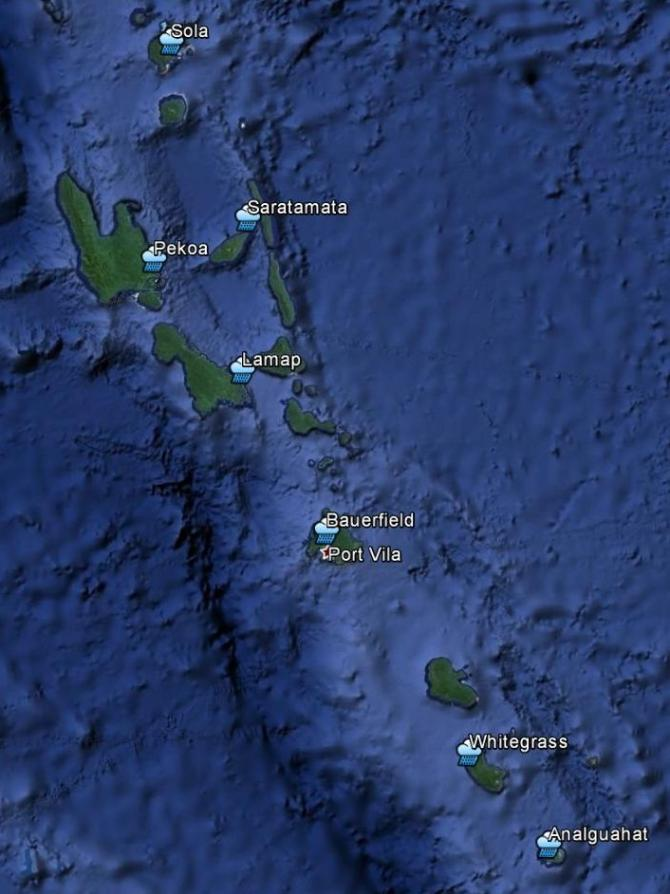 Sola
Saratamata
Pekoa
Lamap
Bauerfield
Port Vila
Whitegrass
Analguahat